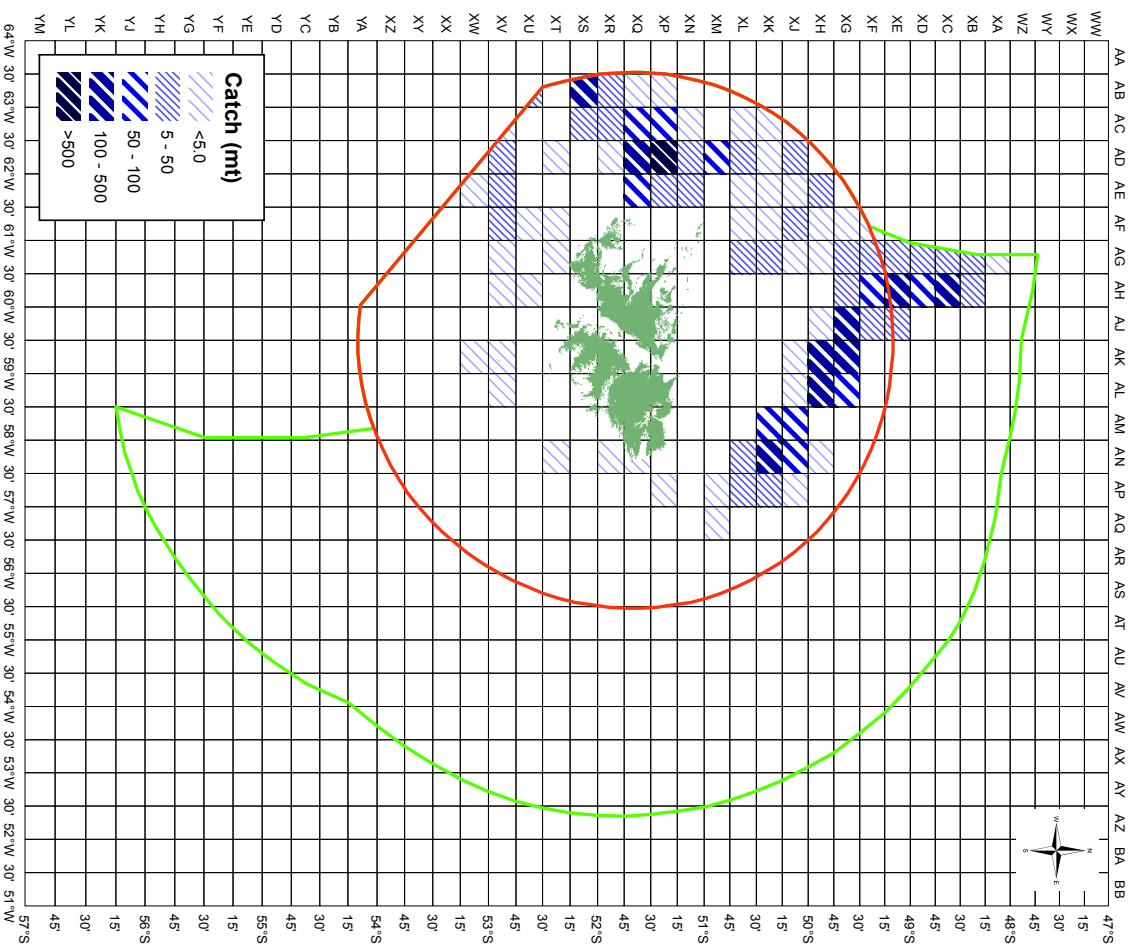 AA AB AC AD AE AF AG AH AJ AK AL AM AN AP AQ AR AS AT AU AV AW AX AY AZ BA BB
WW
WX
WZ
XA
XB
XC
XD
XE
XF
XG
XH
XJ
XK
XL
XM
XN
XP
XQ
XR
XS
XT
XU
XV
XW
XX
XY
XZ
YA
YB
YC
YD
YE
YF
YG
YH
YJ
YK
YL
YM
47°S
15'
30'
45'
48°S
15'
30'
45'
49°S
15'
30'
45'
50°S
15'
30'
45'
51°S
15'
30'
45'
52°S
15'
30'
45'
53°S
15'
30'
45'
54°S
15'
30'
45'
55°S
15'
30'
45'
56°S
15'
30'
45'
57°S
N
W E
S
Catch (mt)
<5.0
5 - 50
50 - 100
100 - 500
>500
64°W 30' 63°W 30' 62°W 30' 61°W 30' 60°W 30' 59°W 30' 58°W 30' 57°W 30' 56°W 30' 55°W 30' 54°W 30' 53°W 30' 52°W 30' 51°W